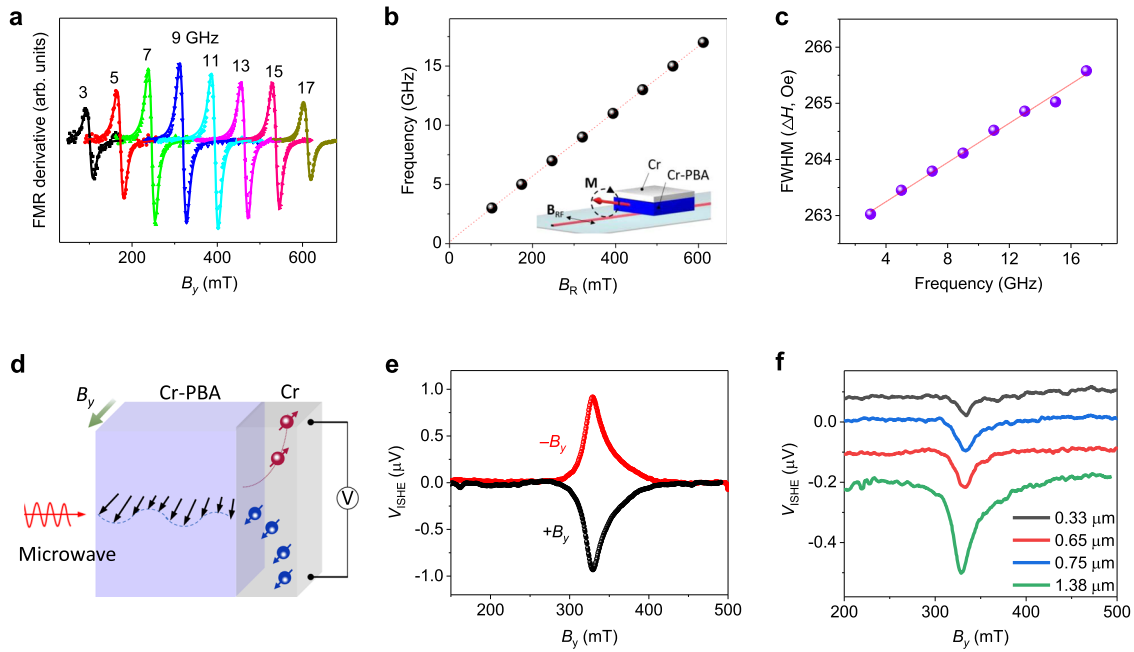 a
FMR derivative (arb. units)
3
5
7
9 GHz
11
13
15
17
200
400
600
By (mT)
b
Frequency (GHz)
15
10
5
0
0
200
400
600
BR (mT)
Cr
Cr-PBA
M
BRF
c
FWHM (ΔH, Oe)
266
265
264
263
4
8
12
16
Frequency (GHz)
d
By
Cr-PBA
Cr
V
Microwave
e
VISHE (μV)
1.0
0.5
0.0
-0.5
-1.0
–By
+By
200
300
400
500
By (mT)
f
VISHE (μV)
0.0
-0.2
-0.4
0.33 μm
0.65 μm
0.75 μm
1.38 μm
200
300
400
500
By (mT)